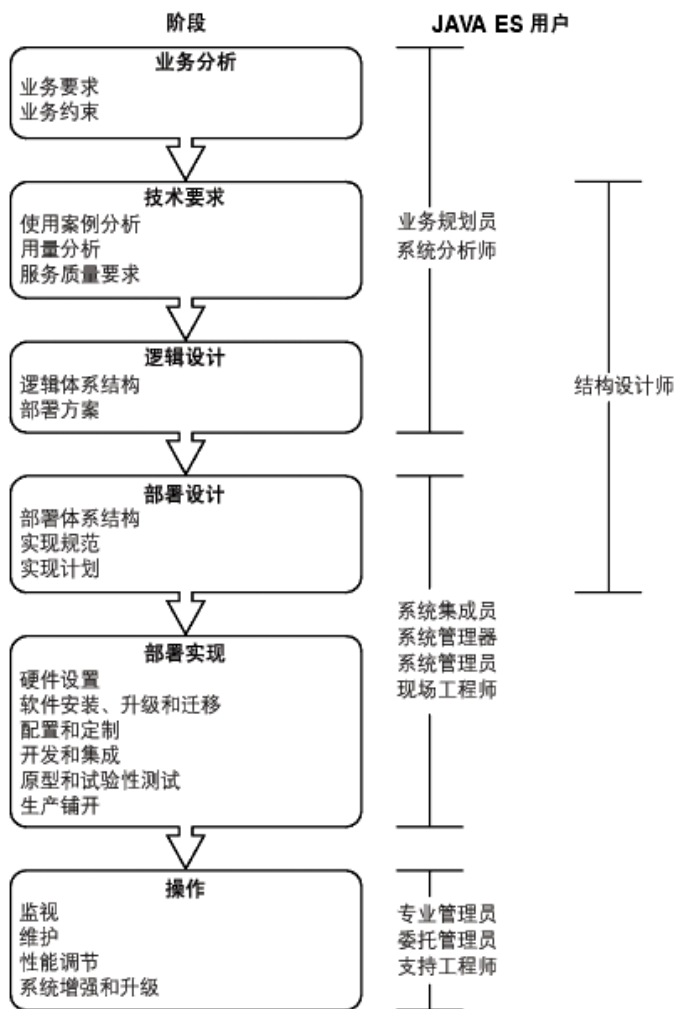 阶段
JAVA ES 用户
业务分析
业务要求
业务约束
技术要求
使用案例分析
用量分析
服务质量要求
业务规划员
系统分析师
逻辑设计
逻辑体系结构
部署方案
结构设计师
部署设计
部署体系结构
实现规范
实现计划
系统集成员
系统管理器
系统管理员
现场工程师
部署实现
硬件设置
软件安装、升级和迁移
配置和定制
开发和集成
原型和试验性测试
生产铺开
操作
监视
维护
性能调节
系统增强和升级
专业管理员
委托管理员
支持工程师